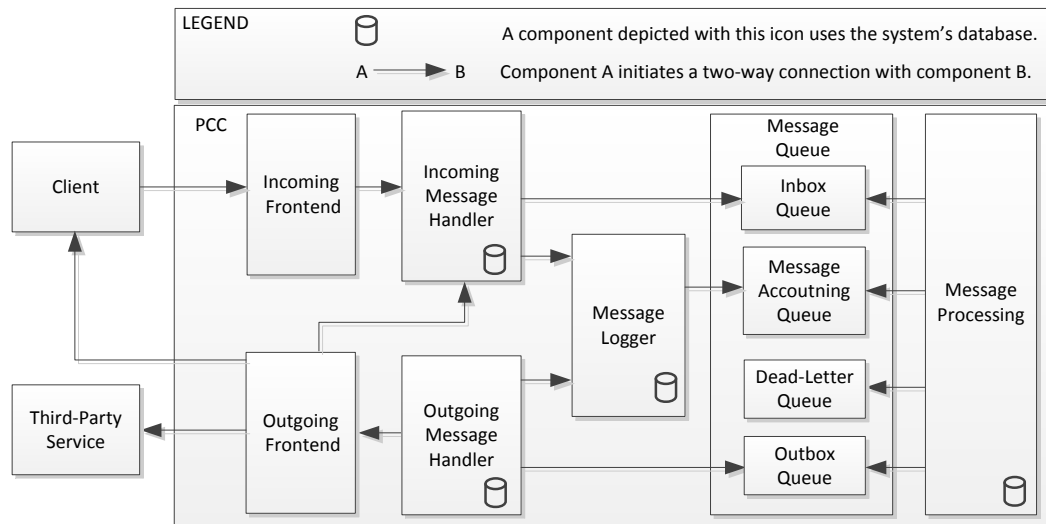 LEGEND
A component depicted with this icon uses the system's database.
A
B
Component A initiates a two-way connection with component B.
PCC
Client
Incoming
Frontend
Incoming
Message
Handler
Message
Queue
Inbox
Queue
Message
Accoutning
Queue
Message
Processing
Message
Logger
Dead-Letter
Queue
Third-Party
Service
Outgoing
Frontend
Outgoing
Message
Handler
Outbox
Queue